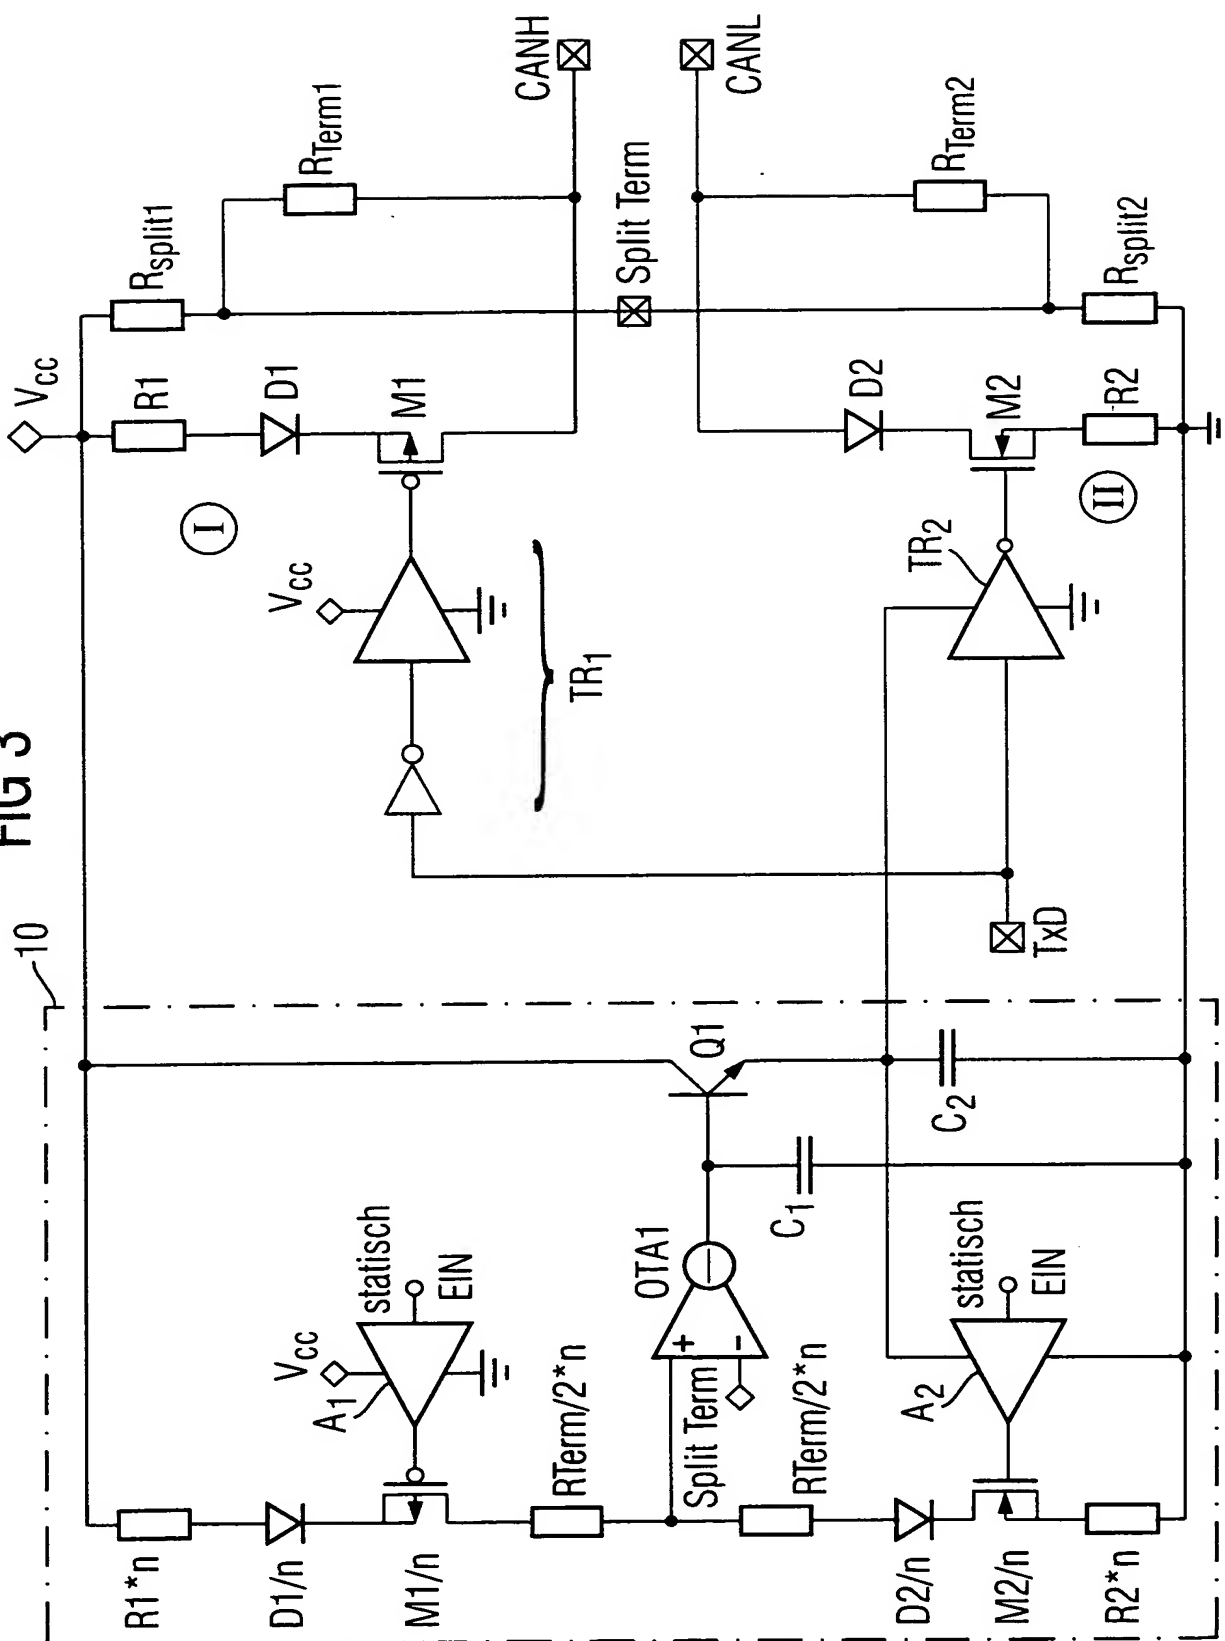 FIG 3
10
VCC
R1
D1
M1
I
Rsplit1
RTerm1
CANH
CANL
Split Term
RTerm2
Rsplit2
D2
M2
R2
II
VCC
TR1
TR2
TxD
Q1
C2
C1
OTA1
+
-
Split Term
statisch
EIN
VCC
A1
statisch
EIN
A2
R1*n
D1/n
M1/n
RTerm/2*n
RTerm/2*n
D2/n
M2/n
R2*n